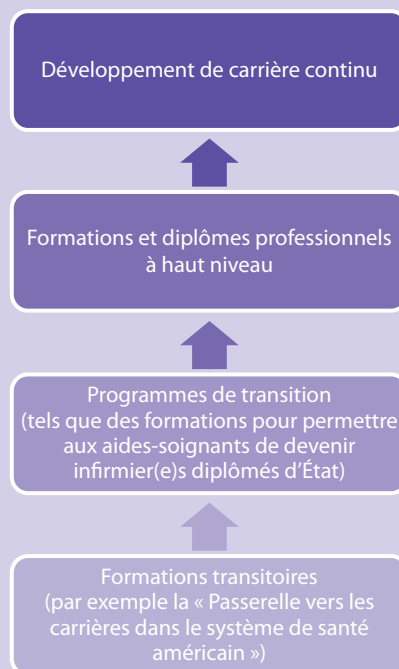 Développement de carrière continu
Formations et diplômes professionnels
à haut niveau
Programmes de transition
(tels que des formations pour permettre
aux aides-soignants de devenir
infirmier(e)s diplômés d’État)
Formations transitoires
(par exemple la « Passerelle vers les
carrières dans le système de santé
américain »)